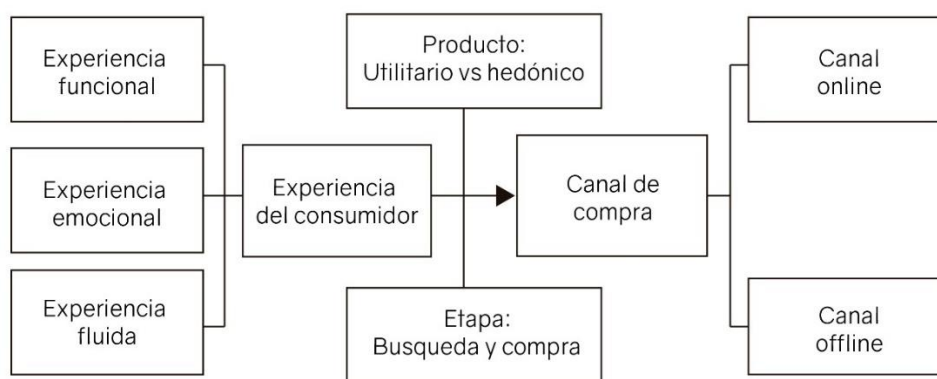 Experiencia
funcional
Experiencia
emocional
Experiencia
fluida
Experiencia
del consumidor
Producto:
Utilitario vs hedónico
Etapa:
Busqueda y compra
Canal de
compra
Canal
online
Canal
offline